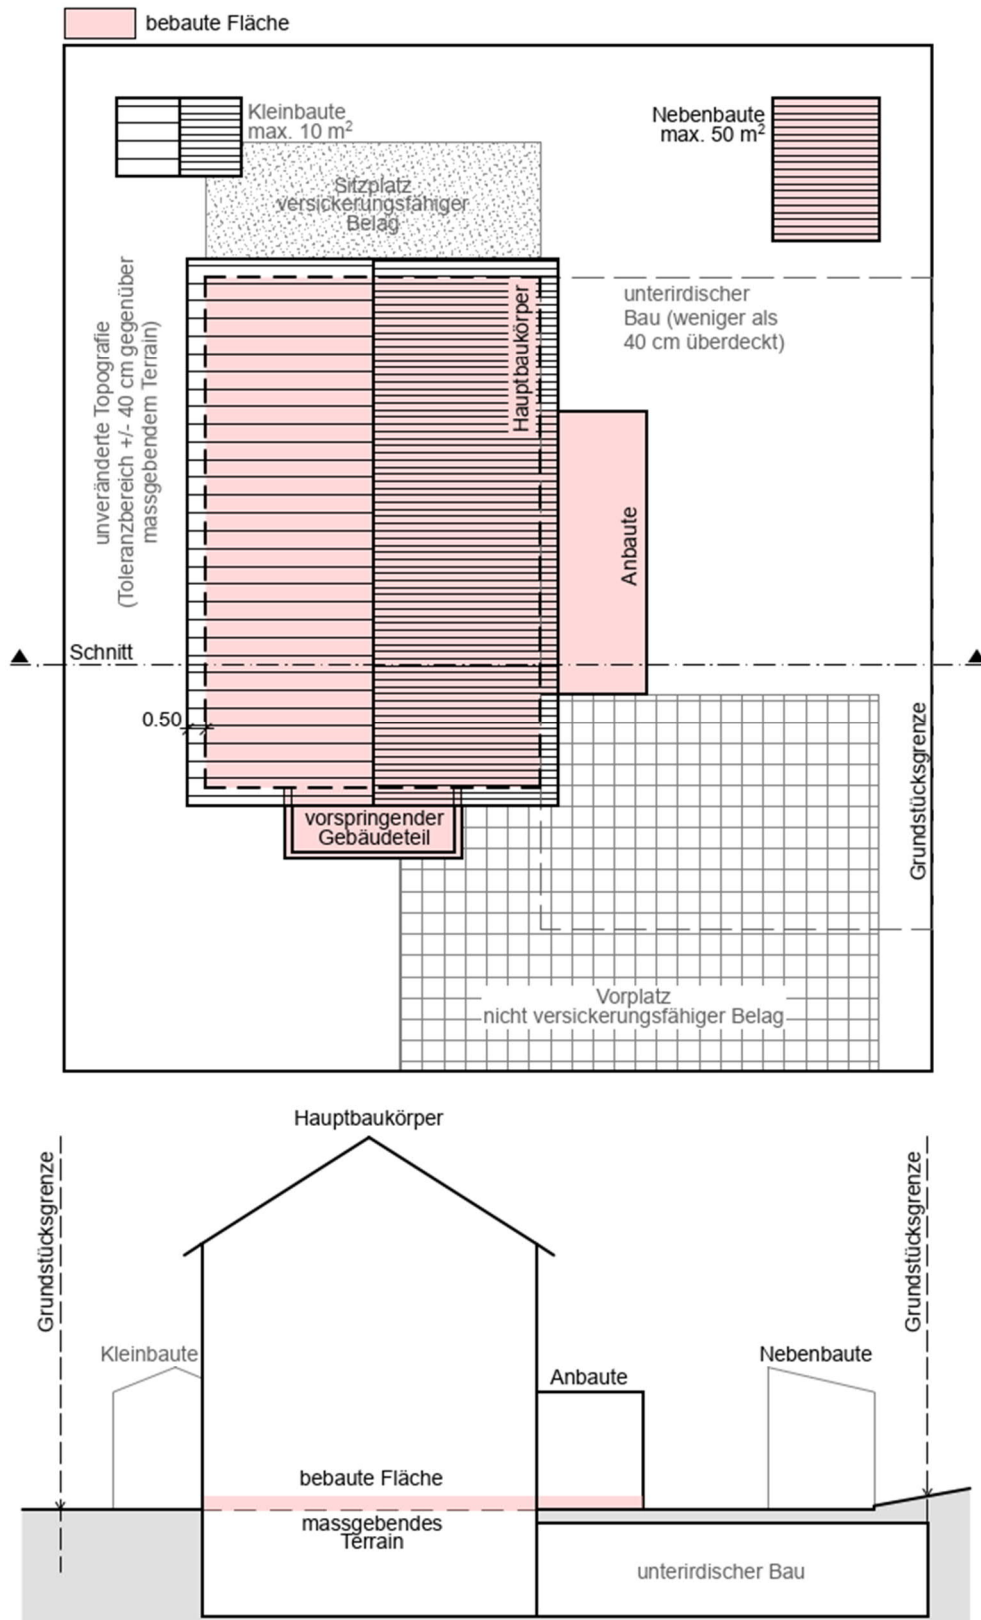 bebaute Fläche
Kleinbaute
max. 10 m²
Nebenbaute
max. 50 m²
Sitzplatz
versickerungsfähiger
Belag
unveränderte Topografie
(Toleranzbereich +/- 40 cm gegenüber
massgebendem Terrain)
Hauptbaukörper
unterirdischer
Bau (weniger als
40 cm überdeckt)
Anbaute
Schnitt
0.50
vorspringender
Gebäudeteil
Grundstücksgrenze
Vorplatz
nicht versickerungsfähiger Belag
Hauptbaukörper
Grundstücksgrenze
Grundstücksgrenze
Kleinbaute
Anbaute
Nebenbaute
bebaute Fläche
massgebendes
Terrain
unterirdischer Bau